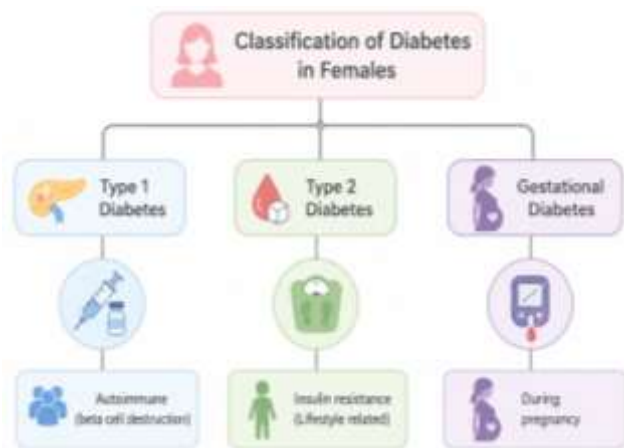 Classification of Diabetes
in Females
Type 1
Diabetes
Type 2
Diabetes
Gestational
Diabetes
Autoimmune
(beta cell destruction)
Insulin resistance
(Lifestyle related)
During
pregnancy